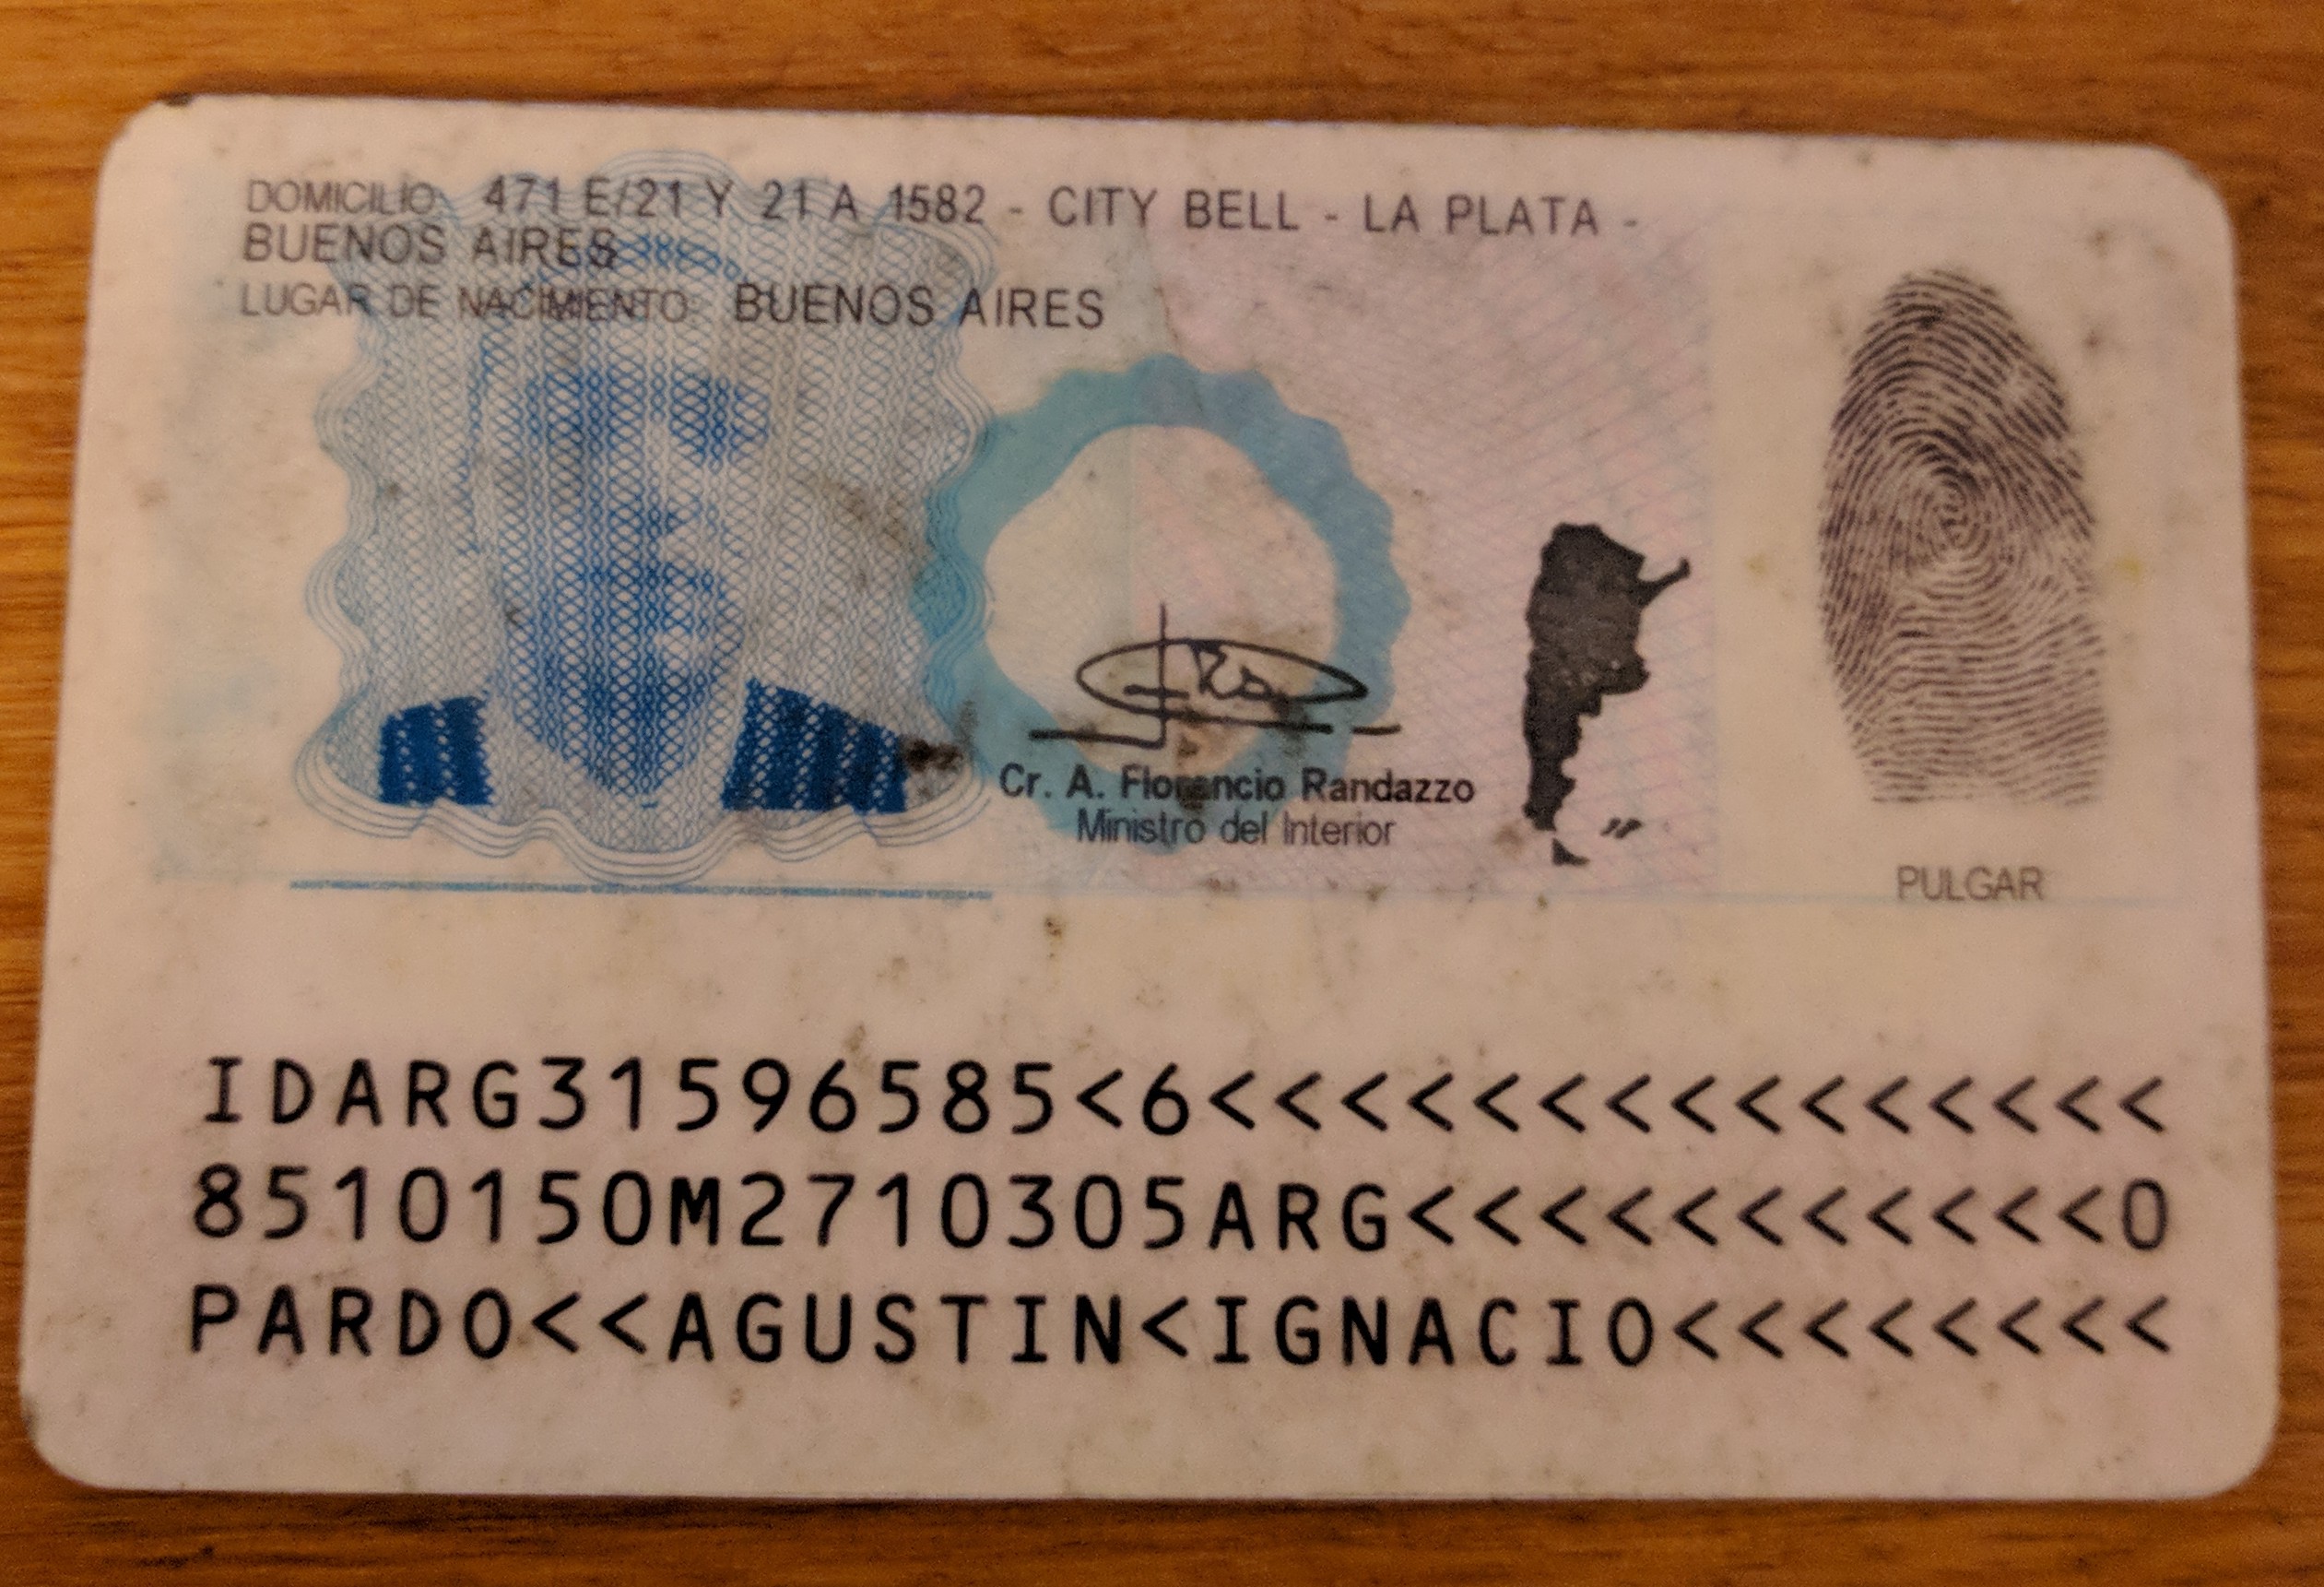 DOMICILIO: 471 E/21 Y 21 A 1582 - CITY BELL - LA PLATA -
BUENOS AIRES
LUGAR DE NACIMIENTO: BUENOS AIRES
Cr. A. Florencio Randazzo
Ministro del Interior
PULGAR
IDARG31596585<6<<<<<<<<<<<<<<<
8510150M2710305ARG<<<<<<<<<<<0
PARDO<<AGUSTIN<IGNACIO<<<<<<<<